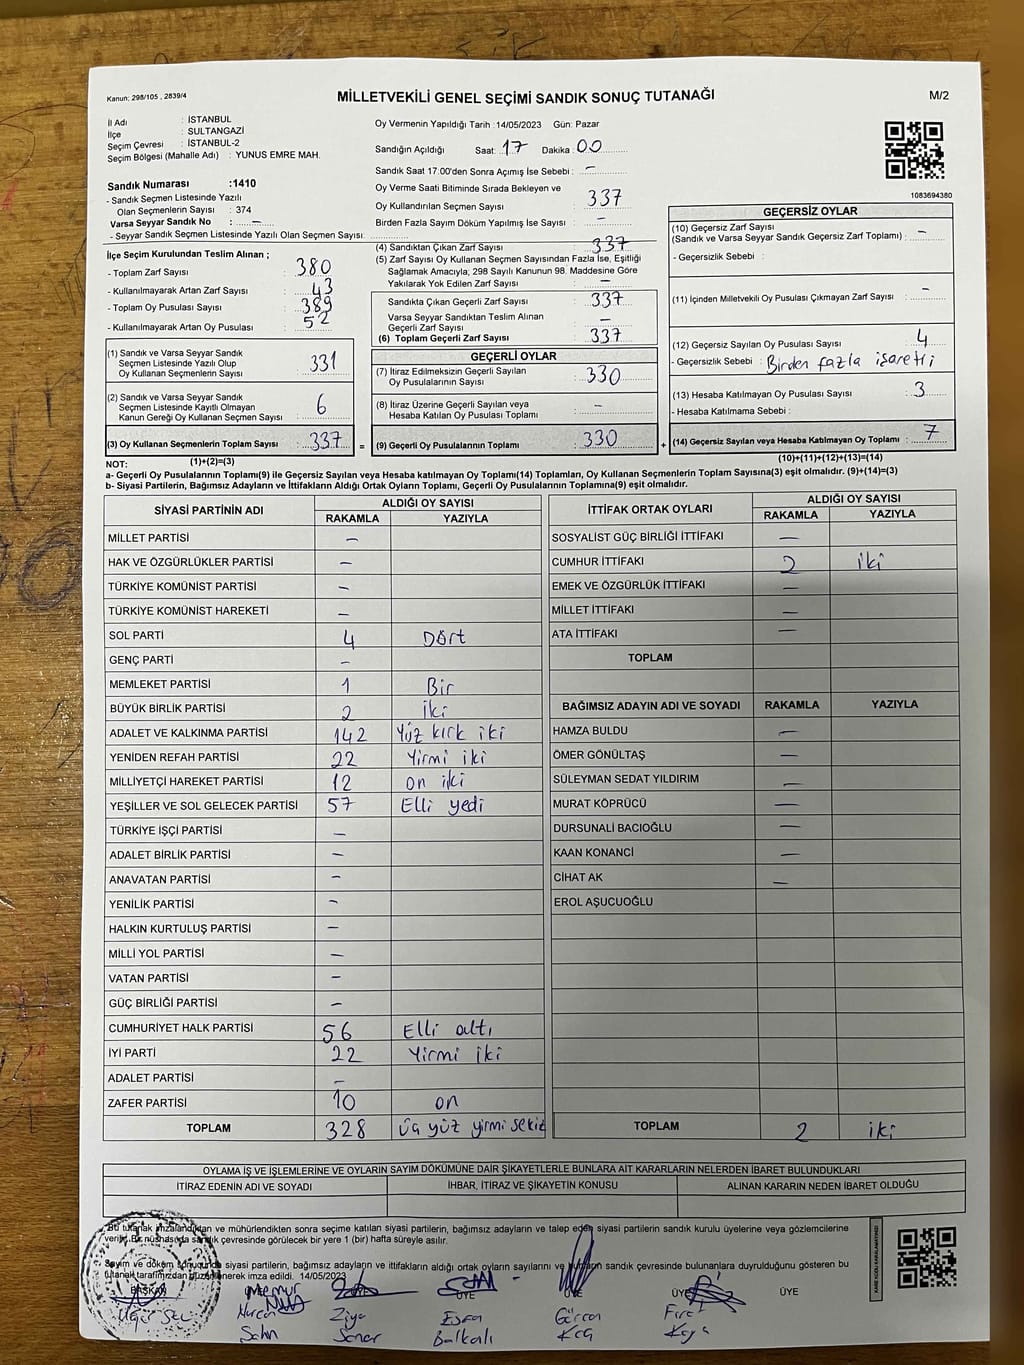 Kanun: 298/105 , 2839/4
MİLLETVEKİLİ GENEL SEÇİMİ SANDIK SONUÇ TUTANAĞI
M/2
İl Adı : İSTANBUL
İlçe : SULTANGAZİ
Seçim Çevresi : İSTANBUL-2
Seçim Bölgesi (Mahalle Adı) : YUNUS EMRE MAH.
Sandık Numarası :1410
- Sandık Seçmen Listesinde Yazılı
Olan Seçmenlerin Sayısı : 374
Varsa Seyyar Sandık No : –
- Seyyar Sandık Seçmen Listesinde Yazılı Olan Seçmen Sayısı:
İlçe Seçim Kurulundan Teslim Alınan ;
- Toplam Zarf Sayısı : 380
- Kullanılmayarak Artan Zarf Sayısı : 43
- Toplam Oy Pusulası Sayısı : 389
- Kullanılmayarak Artan Oy Pusulası : 52
Oy Vermenin Yapıldığı Tarih :14/05/2023 Gün: Pazar
Sandığın Açıldığı Saat: 17 Dakika: 00
Sandık Saat 17.00'den Sonra Açımış İse Sebebi : –
Oy Verme Saati Bitiminde Sırada Bekleyen ve
Oy Kullandırılan Seçmen Sayısı : 337
Birden Fazla Sayım Döküm Yapılmış İse Sayısı : –
(4) Sandıktan Çıkan Zarf Sayısı : 337
(5) Zarf Sayısı Oy Kullanan Seçmen Sayısından Fazla İse, Eşitliği
Sağlamak Amacıyla; 298 Sayılı Kanunun 98. Maddesine Göre
Yakılarak Yok Edilen Zarf Sayısı : –
Sandıkta Çıkan Geçerli Zarf Sayısı : 337
Varsa Seyyar Sandıktan Teslim Alınan
Geçerli Zarf Sayısı : –
(6) Toplam Geçerli Zarf Sayısı : 337
1083694380
GEÇERSİZ OYLAR
(10) Geçersiz Zarf Sayısı
(Sandık ve Varsa Seyyar Sandık Geçersiz Zarf Toplamı) : –
- Geçersizlik Sebebi :
(11) İçinden Milletvekili Oy Pusulası Çıkmayan Zarf Sayısı : –
(12) Geçersiz Sayılan Oy Pusulası Sayısı : 4
- Geçersizlik Sebebi : Birden fazla işaretli
(13) Hesaba Katılmayan Oy Pusulası Sayısı : 3
- Hesaba Katılmama Sebebi :
(14) Geçersiz Sayılan veya Hesaba Katılmayan Oy Toplamı : 7
(10)+(11)+(12)+(13)=(14)
(1) Sandık ve Varsa Seyyar Sandık
Seçmen Listesinde Yazılı Olup
Oy Kullanan Seçmenlerin Sayısı : 331
(2) Sandık ve Varsa Seyyar Sandık
Seçmen Listesinde Kayıtlı Olmayan
Kanun Gereği Oy Kullanan Seçmen Sayısı : 6
(3) Oy Kullanan Seçmenlerin Toplam Sayısı : 337 =
(1)+(2)=(3)
GEÇERLİ OYLAR
(7) İtiraz Edilmeksizin Geçerli Sayılan
Oy Pusulalarının Sayısı : 330
(8) İtiraz Üzerine Geçerli Sayılan veya
Hesaba Katılan Oy Pusulası Toplamı : –
(9) Geçerli Oy Pusulalarının Toplamı : 330 +
NOT:
a- Geçerli Oy Pusulalarının Toplamı(9) ile Geçersiz Sayılan veya Hesaba katılmayan Oy Toplamı(14) Toplamları, Oy Kullanan Seçmenlerin Toplam Sayısına(3) eşit olmalıdır. (9)+(14)=(3)
b- Siyasi Partilerin, Bağımsız Adayların ve İttifakların Aldığı Ortak Oyların Toplamı, Geçerli Oy Pusulalarının Toplamına(9) eşit olmalıdır.
SİYASİ PARTİNİN ADI ALDIĞI OY SAYISI
RAKAMLA YAZIYLA
MİLLET PARTİSİ –
HAK VE ÖZGÜRLÜKLER PARTİSİ –
TÜRKİYE KOMÜNİST PARTİSİ –
TÜRKİYE KOMÜNİST HAREKETİ –
SOL PARTİ 4 Dört
GENÇ PARTİ –
MEMLEKET PARTİSİ 1 Bir
BÜYÜK BİRLİK PARTİSİ 2 iki
ADALET VE KALKINMA PARTİSİ 142 Yüz kırk iki
YENİDEN REFAH PARTİSİ 22 Yirmi iki
MİLLİYETÇİ HAREKET PARTİSİ 12 on iki
YEŞİLLER VE SOL GELECEK PARTİSİ 57 Elli yedi
TÜRKİYE İŞÇİ PARTİSİ –
ADALET BİRLİK PARTİSİ –
ANAVATAN PARTİSİ –
YENİLİK PARTİSİ –
HALKIN KURTULUŞ PARTİSİ –
MİLLİ YOL PARTİSİ –
VATAN PARTİSİ –
GÜÇ BİRLİĞİ PARTİSİ –
CUMHURİYET HALK PARTİSİ 56 Elli altı
İYİ PARTİ 22 Yirmi iki
ADALET PARTİSİ –
ZAFER PARTİSİ 10 on
TOPLAM 328 Üç yüz yirmi sekiz
İTTİFAK ORTAK OYLARI ALDIĞI OY SAYISI
RAKAMLA YAZIYLA
SOSYALİST GÜÇ BİRLİĞİ İTTİFAKI –
CUMHUR İTTİFAKI 2 iki
EMEK VE ÖZGÜRLÜK İTTİFAKI –
MİLLET İTTİFAKI –
ATA İTTİFAKI –
TOPLAM
BAĞIMSIZ ADAYIN ADI VE SOYADI RAKAMLA YAZIYLA
HAMZA BULDU –
ÖMER GÖNÜLTAŞ –
SÜLEYMAN SEDAT YILDIRIM –
MURAT KÖPRÜCÜ –
DURSUNALİ BACIOĞLU –
KAAN KONANCİ –
CİHAT AK –
EROL AŞUCUOĞLU
TOPLAM 2 iki
OYLAMA İŞ VE İŞLEMLERİNE VE OYLARIN SAYIM DÖKÜMÜNE DAİR ŞİKAYETLERLE BUNLARA AİT KARARLARIN NELERDEN İBARET BULUNDUKLARI
İTİRAZ EDENİN ADI VE SOYADI İHBAR, İTİRAZ VE ŞİKAYETİN KONUSU ALINAN KARARIN NEDEN İBARET OLDUĞU
Bu tutanak imzalandıktan ve mühürlendikten sonra seçime katılan siyasi partilerin, bağımsız adayların ve talep eden siyasi partilerin sandık kurulu üyelerine veya gözlemcilerine
verilir. Bir nüshası da sandık çevresinde görülecek bir yere 1 (bir) hafta süreyle asılır.
Sayım ve döküm sonucunda siyasi partilerin, bağımsız adayların ve ittifakların aldığı ortak oyların sayılarını ve sandık çevresinde bulunanlara duyrulduğunu gösteren bu
tutanak tarafımızdan düzenlenerek imza edildi. 14/05/2023
BAŞKAN ÜYE ÜYE ÜYE ÜYE
Ziya Esra Fırat
Sahin Balkalı Kaya